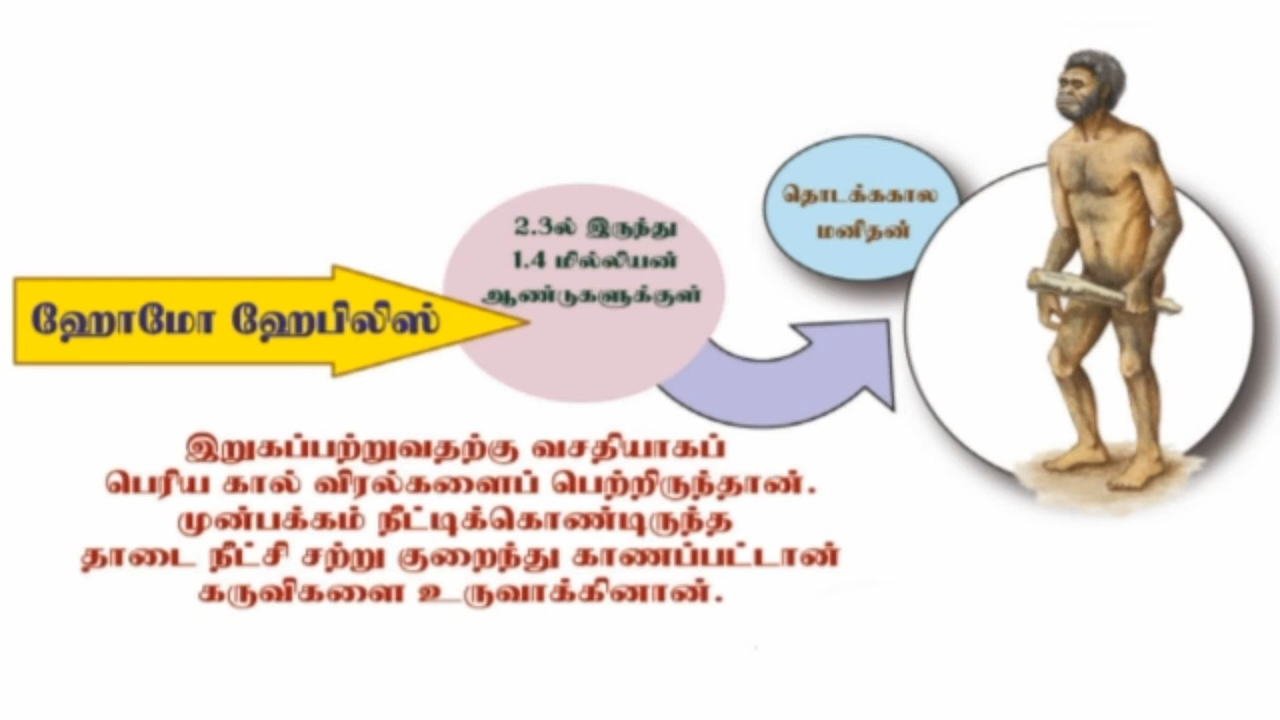 ஹோமோ ஹேபிலிஸ்
2.3ல் இருந்து
1.4 மில்லியன்
ஆண்டுகளுக்குள்
தொடக்ககால
மனிதன்
இறுகப்பற்றுவதற்கு வசதியாகப்
பெரிய கால் விரல்களைப் பெற்றிருந்தான்.
முன்பக்கம் நீட்டிக்கொண்டிருந்த
தாடை நீட்சி சற்று குறைந்து காணப்பட்டான்
கருவிகளை உருவாக்கினான்.